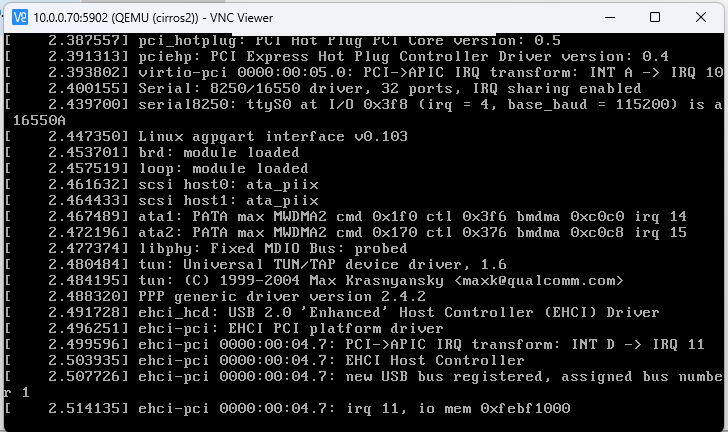 10.0.0.70:5902 (QEMU (cirros2)) - VNC Viewer
[    2.387557] pci_hotplug: PCI Hot Plug PCI Core version: 0.5
[    2.391313] pciehp: PCI Express Hot Plug Controller Driver version: 0.4
[    2.393802] virtio-pci 0000:00:05.0: PCI->APIC IRQ transform: INT A -> IRQ 10
[    2.400155] Serial: 8250/16550 driver, 32 ports, IRQ sharing enabled
[    2.439700] serial8250: ttyS0 at I/O 0x3f8 (irq = 4, base_baud = 115200) is a
16550A
[    2.447350] Linux agpgart interface v0.103
[    2.453701] brd: module loaded
[    2.457519] loop: module loaded
[    2.461632] scsi host0: ata_piix
[    2.464433] scsi host1: ata_piix
[    2.467489] ata1: PATA max MWDMA2 cmd 0x1f0 ctl 0x3f6 bmdma 0xc0c0 irq 14
[    2.472196] ata2: PATA max MWDMA2 cmd 0x170 ctl 0x376 bmdma 0xc0c8 irq 15
[    2.477374] libphy: Fixed MDIO Bus: probed
[    2.480484] tun: Universal TUN/TAP device driver, 1.6
[    2.484195] tun: (C) 1999-2004 Max Krasnyansky <maxk@qualcomm.com>
[    2.488320] PPP generic driver version 2.4.2
[    2.491728] ehci_hcd: USB 2.0 'Enhanced' Host Controller (EHCI) Driver
[    2.496251] ehci-pci: EHCI PCI platform driver
[    2.499596] ehci-pci 0000:00:04.7: PCI->APIC IRQ transform: INT D -> IRQ 11
[    2.503935] ehci-pci 0000:00:04.7: EHCI Host Controller
[    2.507726] ehci-pci 0000:00:04.7: new USB bus registered, assigned bus numbe
r 1
[    2.514135] ehci-pci 0000:00:04.7: irq 11, io mem 0xfebf1000